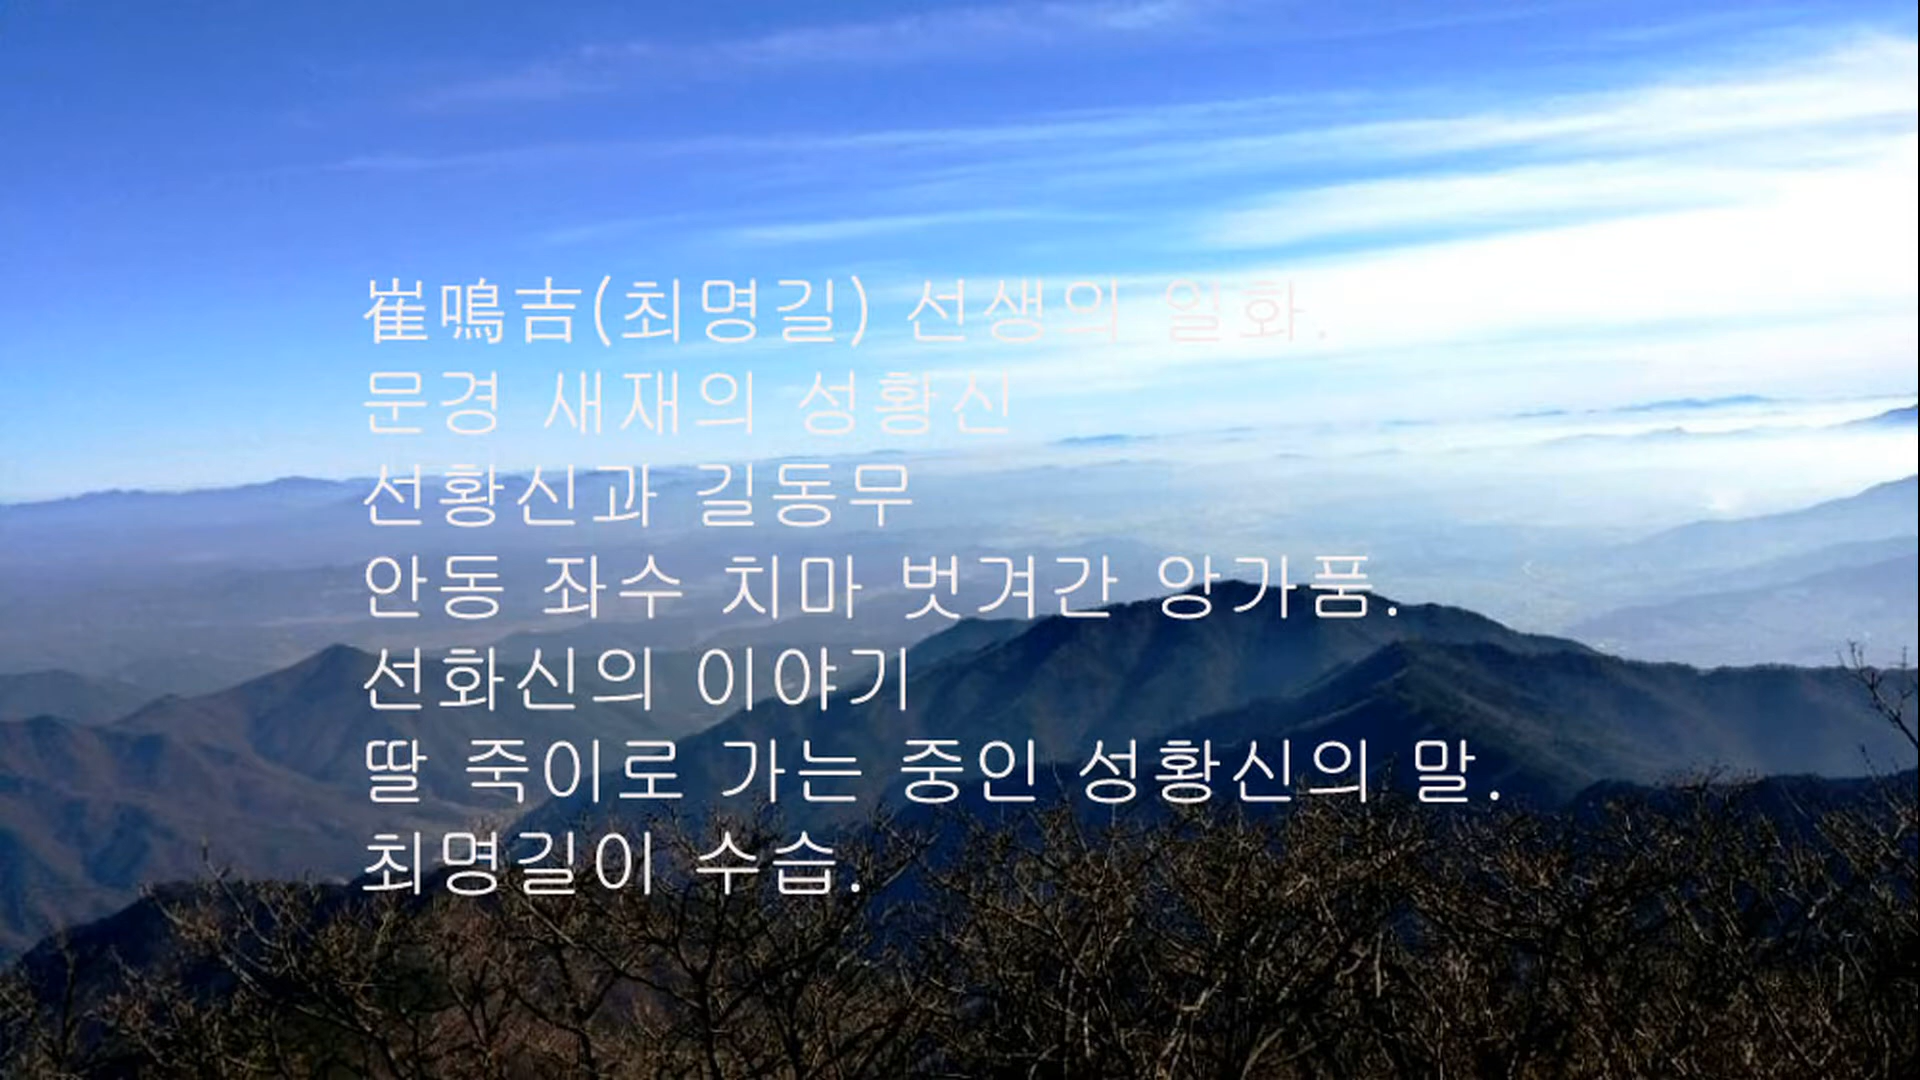 崔鳴吉(최명길) 선생의 일화.
문경 새재의 성황신
선황신과 길동무
안동 좌수 치마 벗겨간 앙가품.
선화신의 이야기
딸 죽이로 가는 중인 성황신의 말.
최명길이 수습.